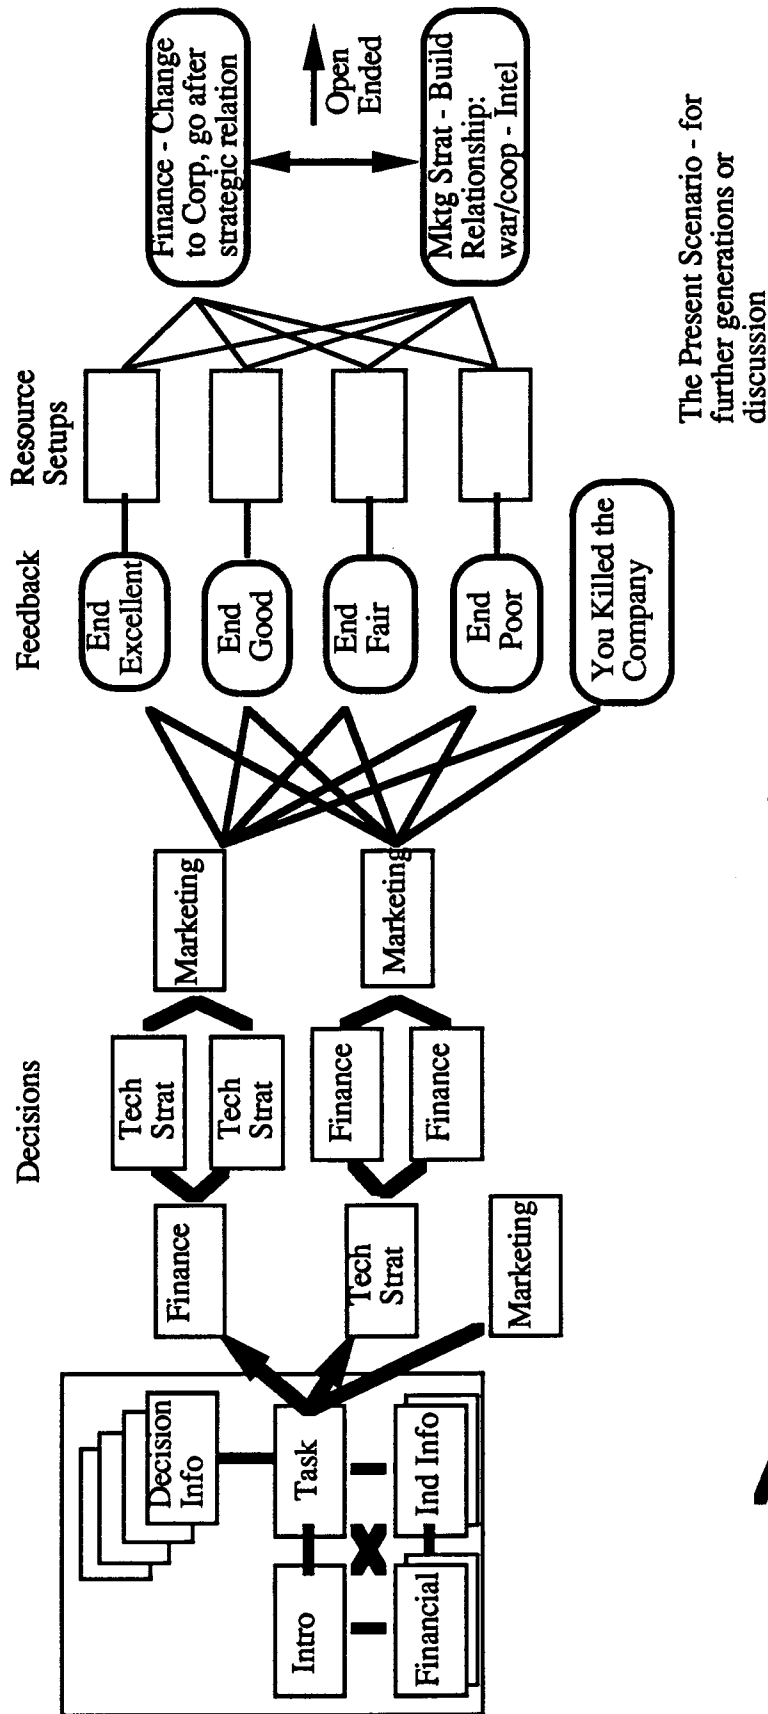 Decisions
Feedback
Resource
Setups
Decision
Info
Intro
Task
Financial
Ind Info
Finance
Tech
Strat
Marketing
Tech
Strat
Tech
Strat
Finance
Finance
Marketing
Marketing
End
Excellent
End
Good
End
Fair
End
Poor
You Killed the
Company
Finance - Change
to Corp, go after
strategic relation
Open
Ended
Mktg Strat - Build
Relationship:
war/coop - Intel
The Present Scenario - for
further generations or
discussion